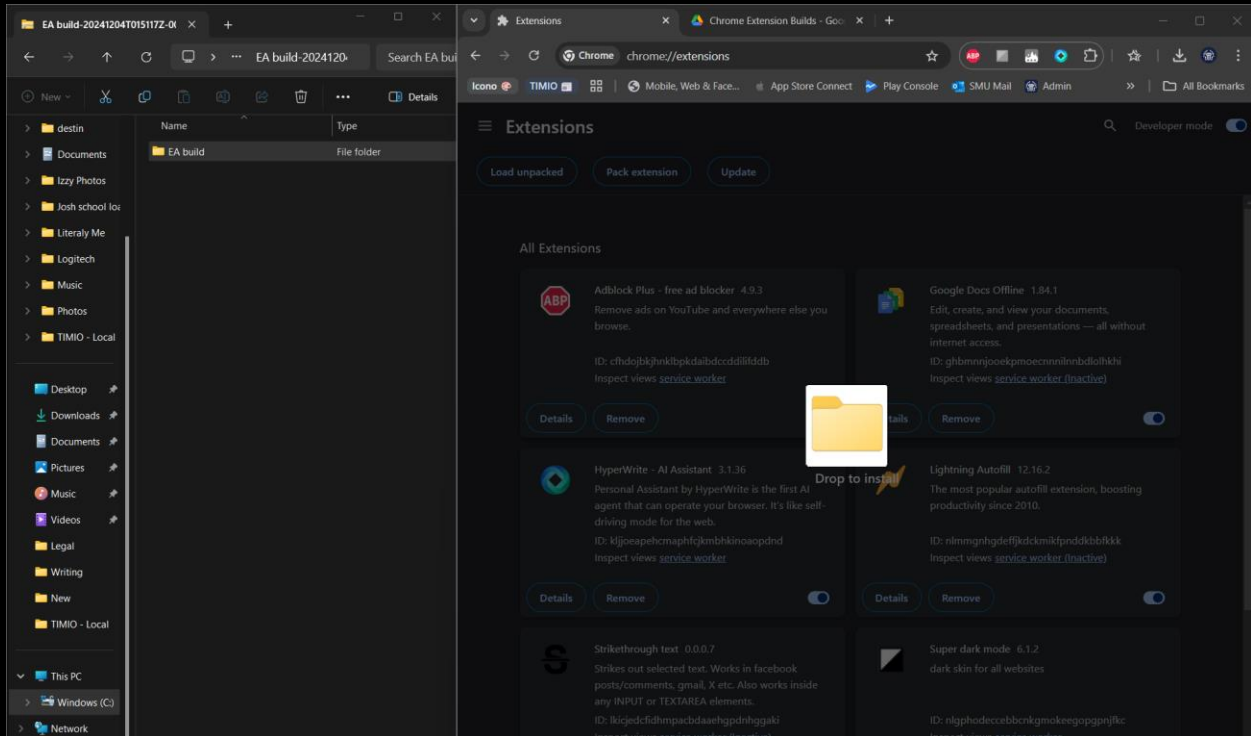 EA build-20241204T015117Z-0(
EA build-2024120
Search EA bui
New
Details
destin
Documents
Izzy Photos
Josh school loa
Literaly Me
Logitech
Music
Photos
TIMIO - Local
Desktop
Downloads
Documents
Pictures
Music
Videos
Legal
Writing
New
TIMIO - Local
This PC
Windows (C:)
Network
Name Type
EA build File folder
Extensions
Chrome Extension Builds - Goo
Chrome chrome://extensions
ABP
Icono TIMIO Mobile, Web & Face... App Store Connect Play Console SMU Mail Admin » All Bookmarks
Extensions Developer mode
Load unpacked Pack extension Update
All Extensions
ABP
Adblock Plus - free ad blocker 4.9.3
Remove ads on YouTube and everywhere else you
browse.
ID: cfhdojbkjhnklbpkdaibdccddilifddb
Inspect views service worker
Details Remove
Google Docs Offline 1.84.1
Edit, create, and view your documents,
spreadsheets, and presentations — all without
internet access.
ID: ghbmnnjooekpmoecnnnilnnbdlolhkhi
Inspect views service worker (Inactive)
tails Remove
Drop to install
HyperWrite - AI Assistant 3.1.36
Personal Assistant by HyperWrite is the first AI
agent that can operate your browser. It's like self-
driving mode for the web.
ID: kljjoeapehcmaphfcjkmbhkinoaopdnd
Inspect views service worker
Details Remove
Lightning Autofill 12.16.2
The most popular autofill extension, boosting
productivity since 2010.
ID: nlmmgnhgdeffjkdckmikfpnddkbbfkkk
Inspect views service worker (Inactive)
Details Remove
Strikethrough text 0.0.0.7
Strikes out selected text. Works in facebook
posts/comments, gmail, X etc. Also works inside
any INPUT or TEXTAREA elements.
ID: lkicjedcfidhmpacbdaaehgpdnhggaki
Super dark mode 6.1.2
dark skin for all websites
ID: nlgphodeccebbcnkgmokeegopgpnjfkc